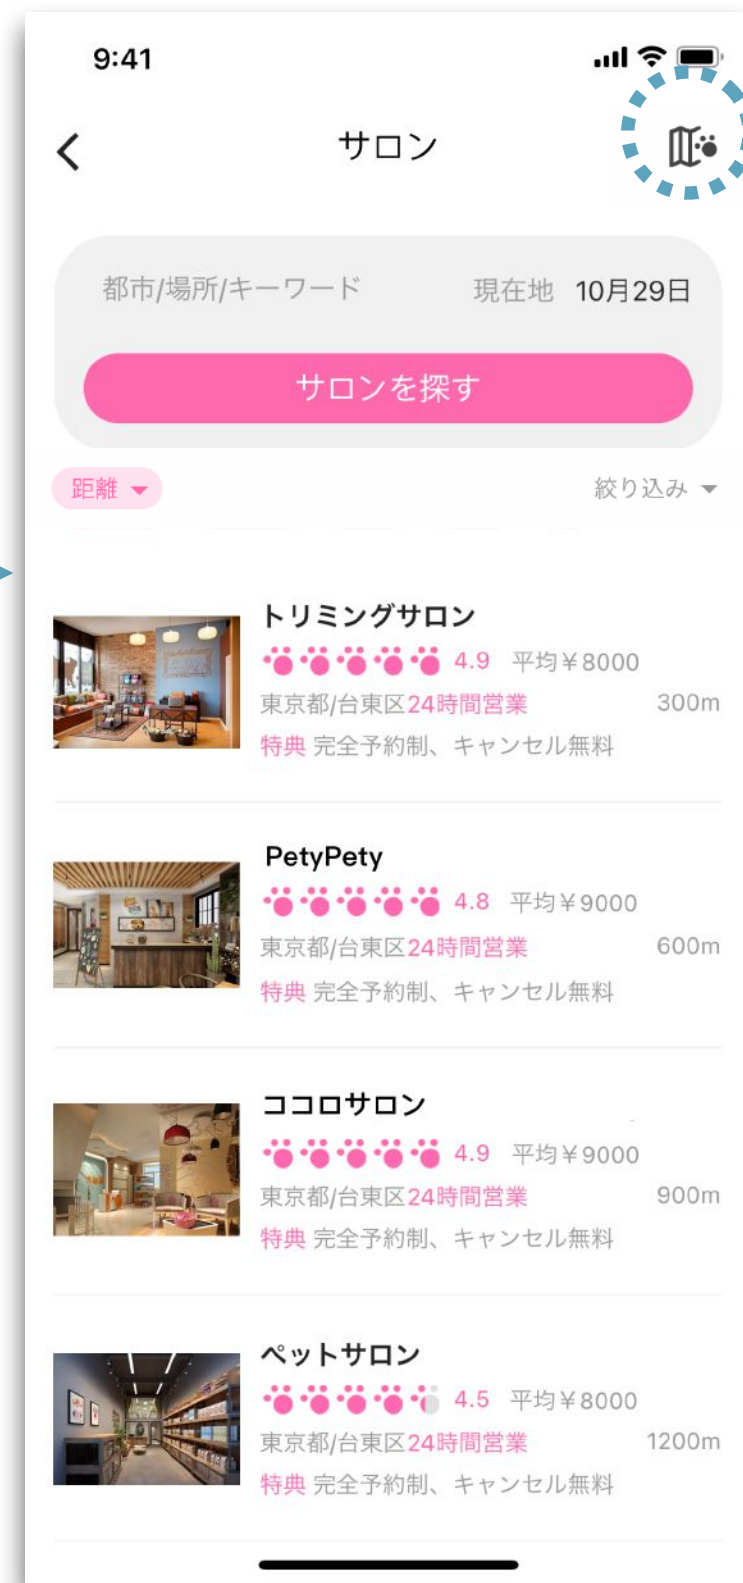 9:41
サロン
都市/場所/キーワード 現在地 10月29日
サロンを探す
距離 絞り込み
トリミングサロン
4.9 平均¥8000
東京都/台東区24時間営業 300m
特典 完全予約制、キャンセル無料
PetyPety
4.8 平均¥9000
東京都/台東区24時間営業 600m
特典 完全予約制、キャンセル無料
ココロサロン
4.9 平均¥9000
東京都/台東区24時間営業 900m
特典 完全予約制、キャンセル無料
ペットサロン
4.5 平均¥8000
東京都/台東区24時間営業 1200m
特典 完全予約制、キャンセル無料